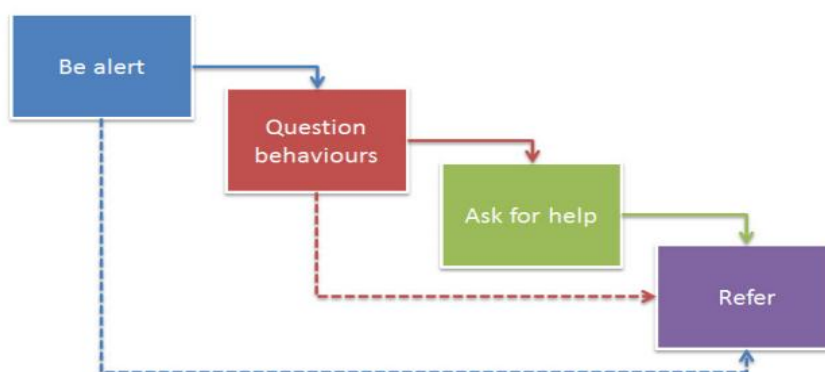 Be alert
Question
behaviours
Ask for help
Refer